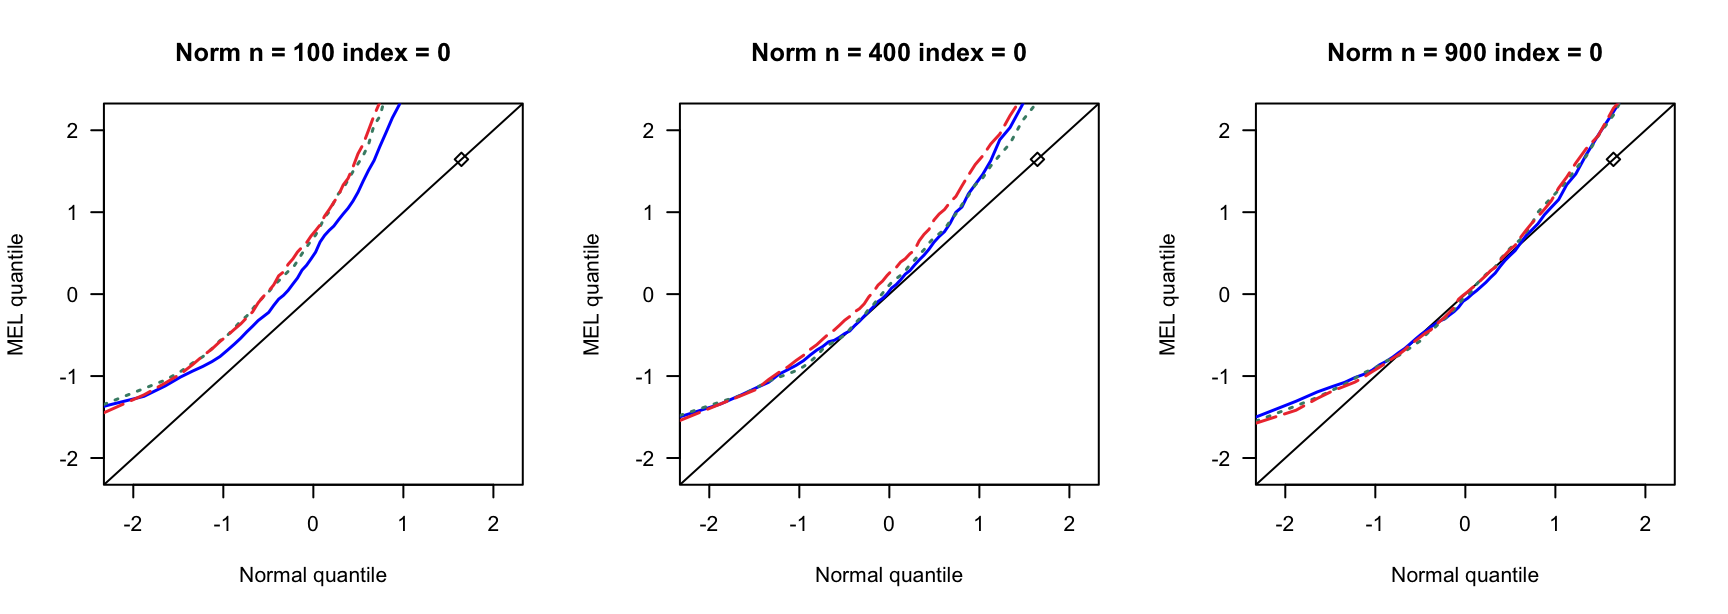 Norm n = 100 index = 0
MEL quantile
2
1
0
-1
-2
-2 -1 0 1 2
Normal quantile
Norm n = 400 index = 0
MEL quantile
2
1
0
-1
-2
-2 -1 0 1 2
Normal quantile
Norm n = 900 index = 0
MEL quantile
2
1
0
-1
-2
-2 -1 0 1 2
Normal quantile